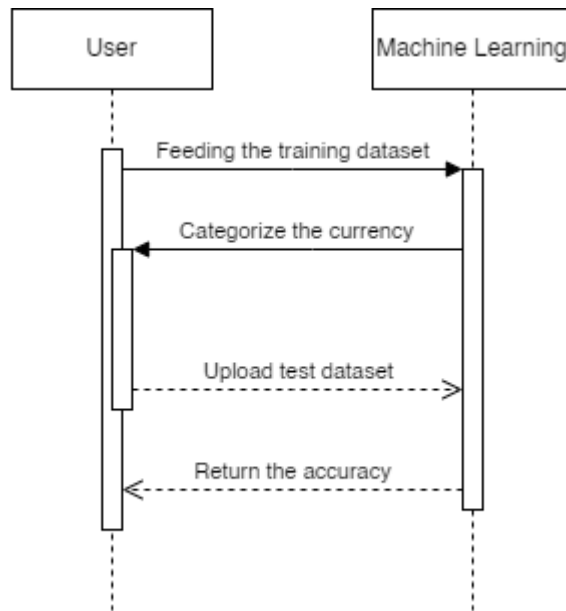 User
Machine Learning
Feeding the training dataset
Categorize the currency
Upload test dataset
Return the accuracy